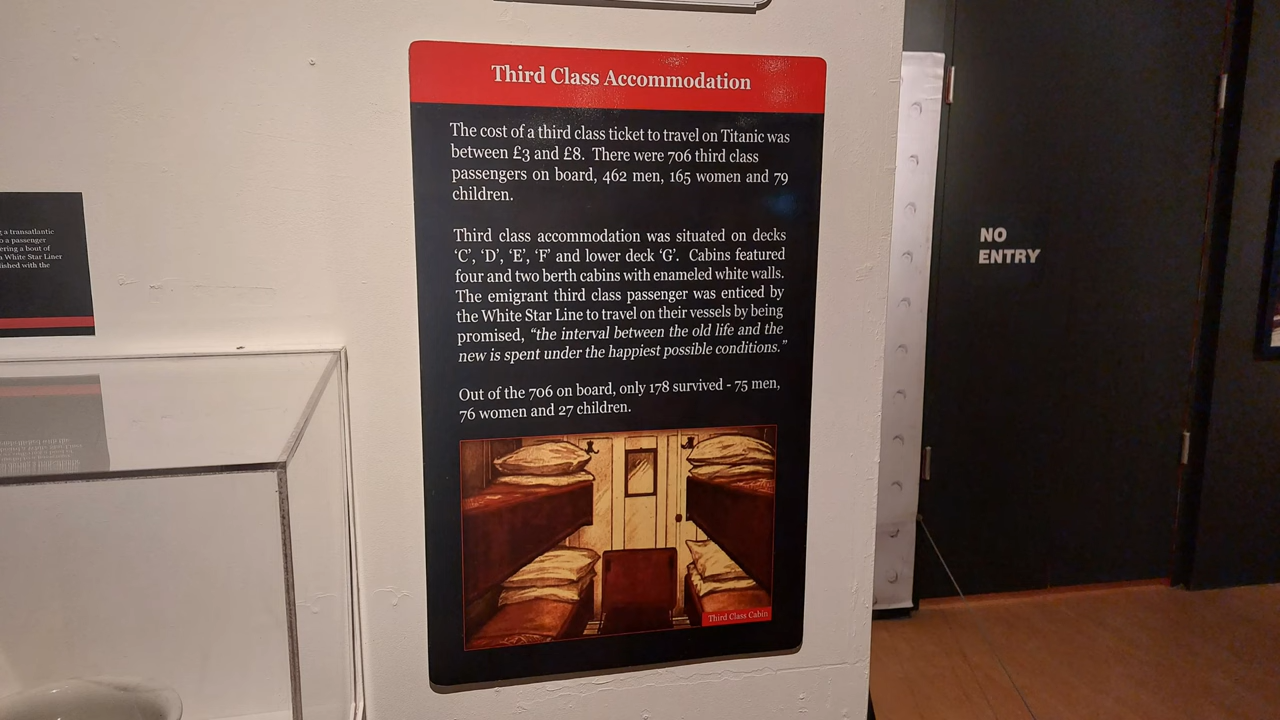 Third Class Accommodation
The cost of a third class ticket to travel on Titanic was
between £3 and £8. There were 706 third class
passengers on board, 462 men, 165 women and 79
children.
Third class accommodation was situated on decks
'C', 'D', 'E', 'F' and lower deck 'G'. Cabins featured
four and two berth cabins with enameled white walls.
The emigrant third class passenger was enticed by
the White Star Line to travel on their vessels by being
promised, "the interval between the old life and the
new is spent under the happiest possible conditions."
Out of the 706 on board, only 178 survived - 75 men,
76 women and 27 children.
Third Class Cabin
NO
ENTRY
a transatlantic
a passenger
ering a bout of
White Star Liner
ished with the